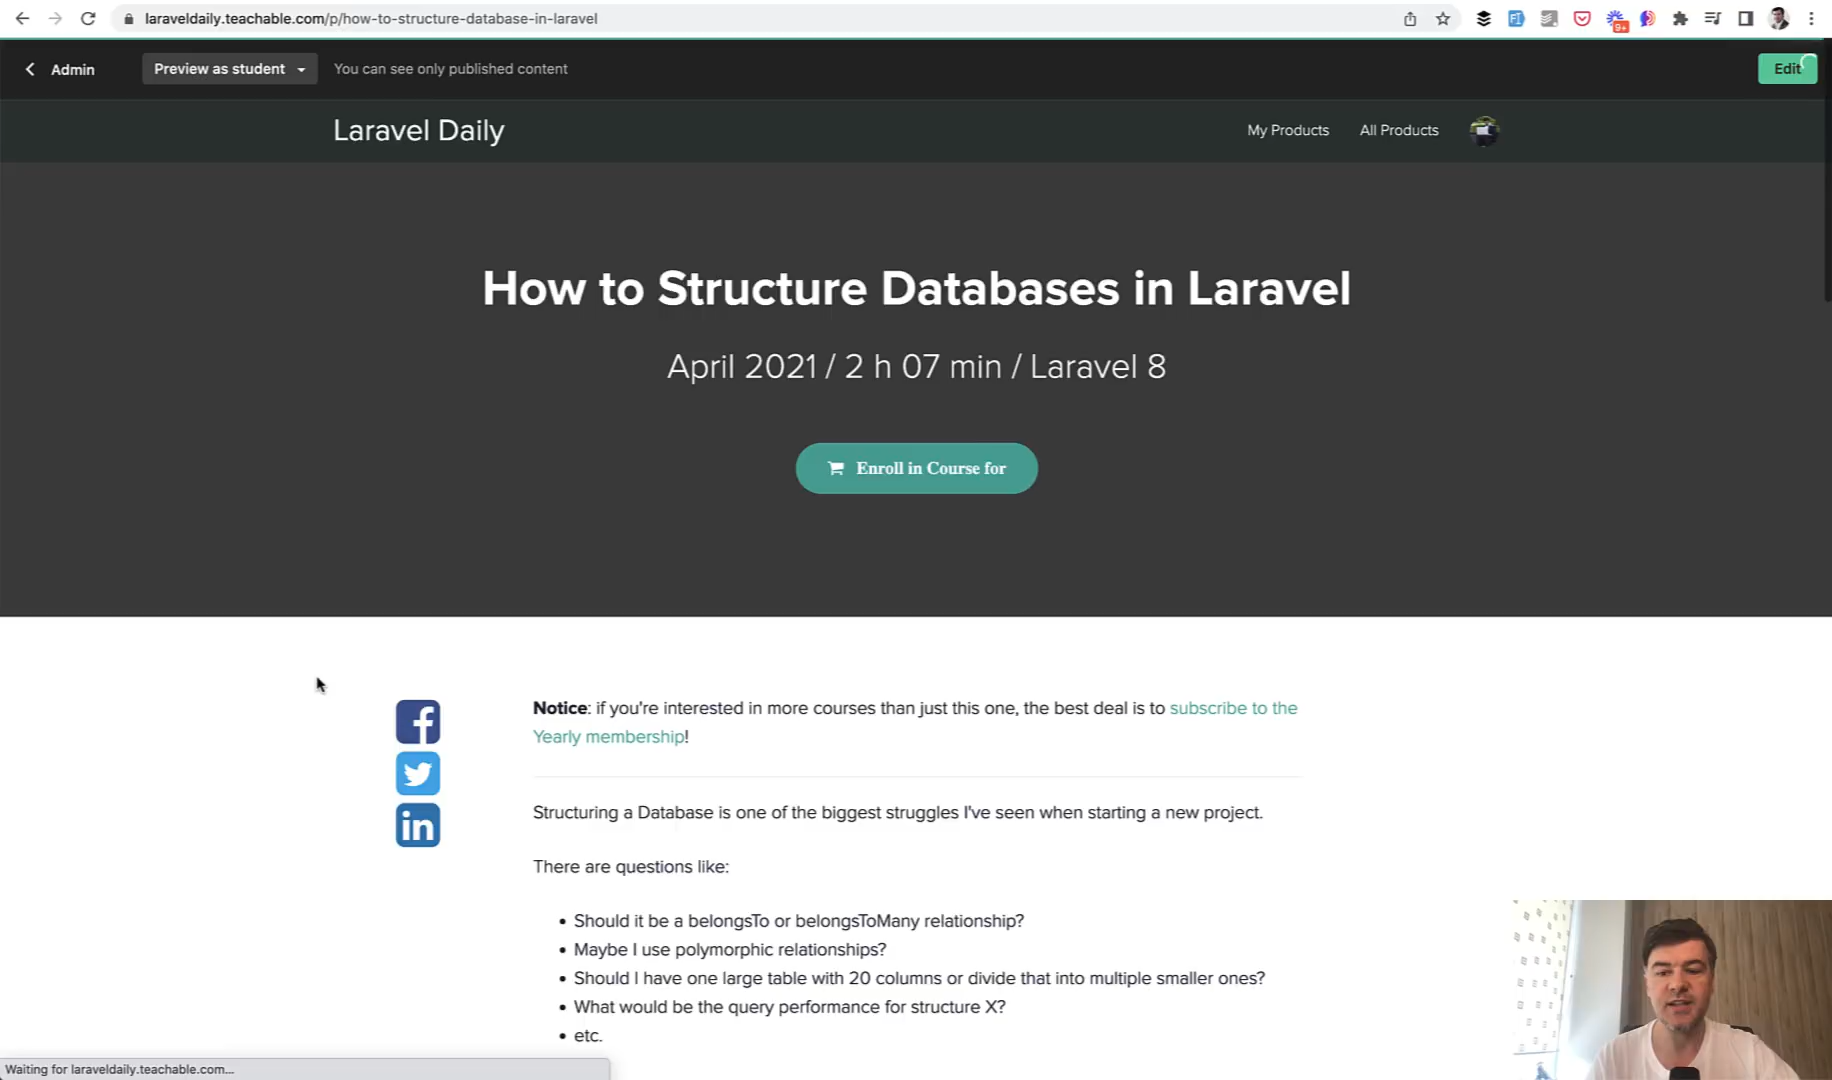 laraveldaily.teachable.com/p/how-to-structure-database-in-laravel
9+
Admin
Preview as student
You can see only published content
Edit
Laravel Daily
My Products
All Products
How to Structure Databases in Laravel
April 2021 / 2 h 07 min / Laravel 8
Enroll in Course for
Notice: if you're interested in more courses than just this one, the best deal is to subscribe to the
Yearly membership!
Structuring a Database is one of the biggest struggles I've seen when starting a new project.
There are questions like:
• Should it be a belongsTo or belongsToMany relationship?
• Maybe I use polymorphic relationships?
• Should I have one large table with 20 columns or divide that into multiple smaller ones?
• What would be the query performance for structure X?
• etc.
Waiting for laraveldaily.teachable.com...